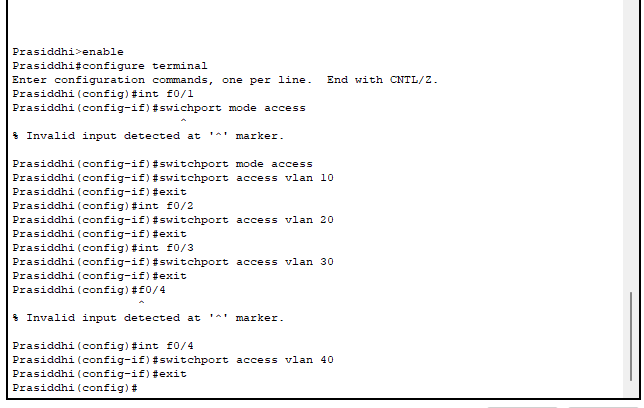 Prasiddhi>enable
Prasiddhi#configure terminal
Enter configuration commands, one per line.  End with CNTL/Z.
Prasiddhi(config)#int f0/1
Prasiddhi(config-if)#swichport mode access
                        ^
% Invalid input detected at '^' marker.

Prasiddhi(config-if)#switchport mode access
Prasiddhi(config-if)#switchport access vlan 10
Prasiddhi(config-if)#exit
Prasiddhi(config)#int f0/2
Prasiddhi(config-if)#switchport access vlan 20
Prasiddhi(config-if)#exit
Prasiddhi(config)#int f0/3
Prasiddhi(config-if)#switchport access vlan 30
Prasiddhi(config-if)#exit
Prasiddhi(config)#f0/4
                  ^
% Invalid input detected at '^' marker.

Prasiddhi(config)#int f0/4
Prasiddhi(config-if)#switchport access vlan 40
Prasiddhi(config-if)#exit
Prasiddhi(config)#